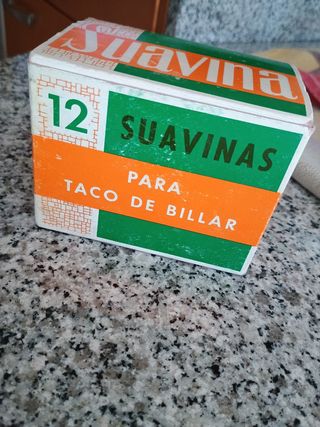 Suavina
12 SUAVINAS
PARA
TACO DE BILLAR